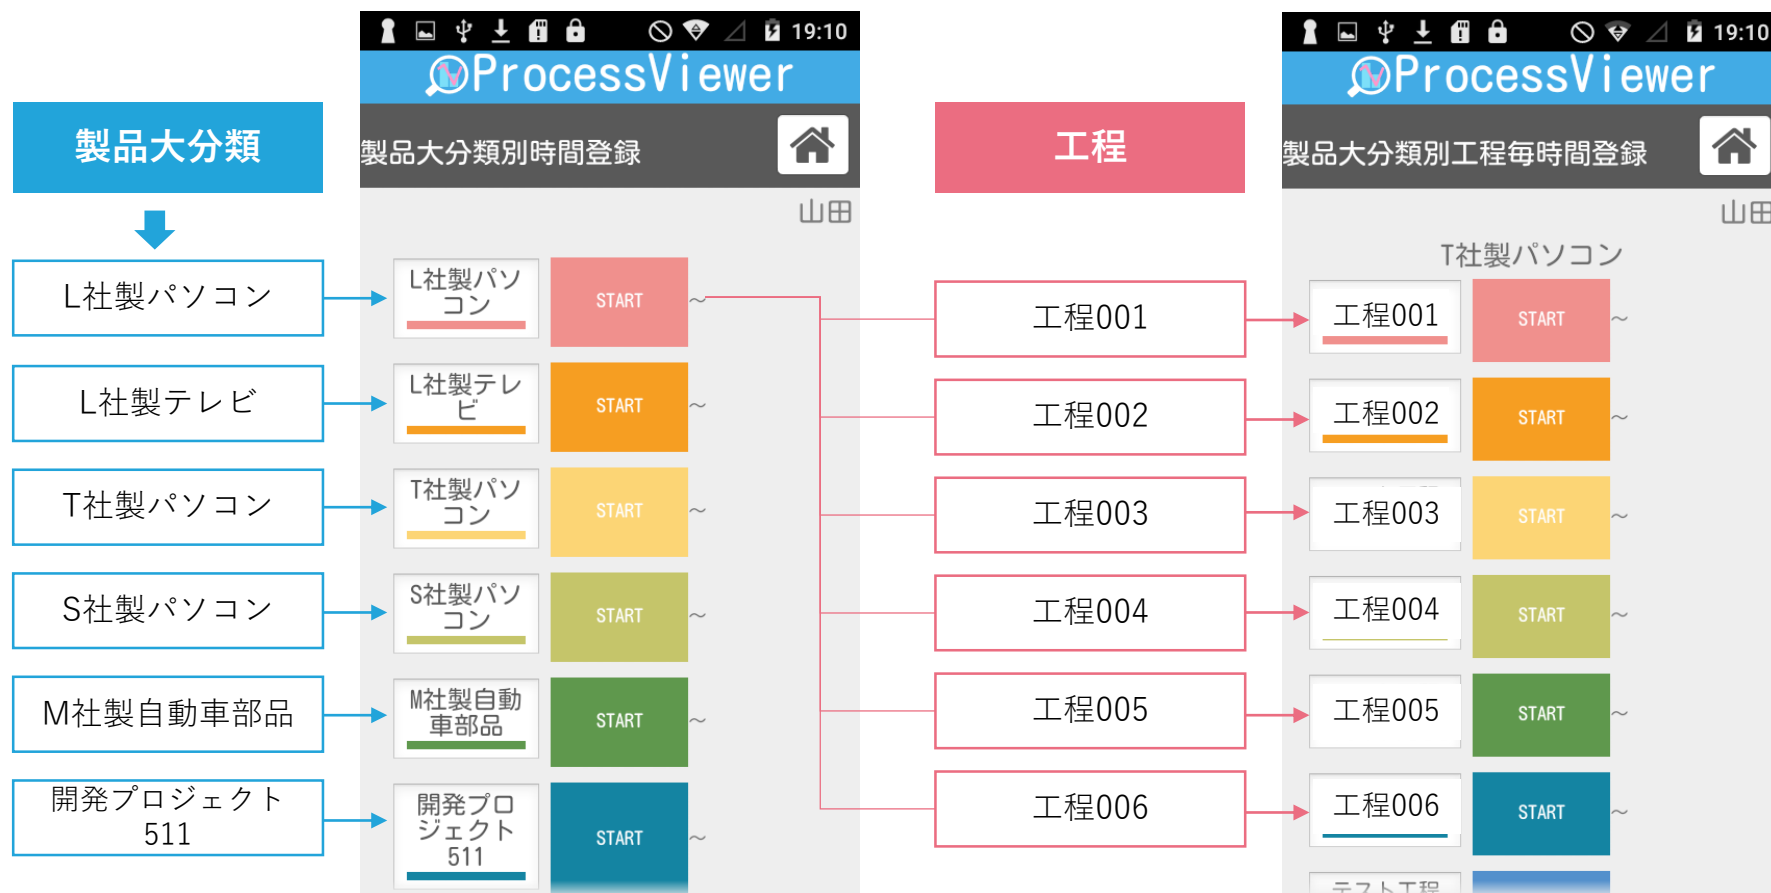 製品大分類
L社製パソコン
L社製テレビ
T社製パソコン
S社製パソコン
M社製自動車部品
開発プロジェクト
511
19:10
ProcessViewer
製品大分類別時間登録
山田
L社製パソ
コン
START
～
L社製テレ
ビ
START
～
T社製パソ
コン
START
～
S社製パソ
コン
START
～
M社製自動
車部品
START
～
開発プロ
ジェクト
511
START
～
工程
工程001
工程002
工程003
工程004
工程005
工程006
19:10
ProcessViewer
製品大分類別工程毎時間登録
山田
T社製パソコン
工程001
START
～
工程002
START
～
工程003
START
～
工程004
START
～
工程005
START
～
工程006
START
～
テスト工程